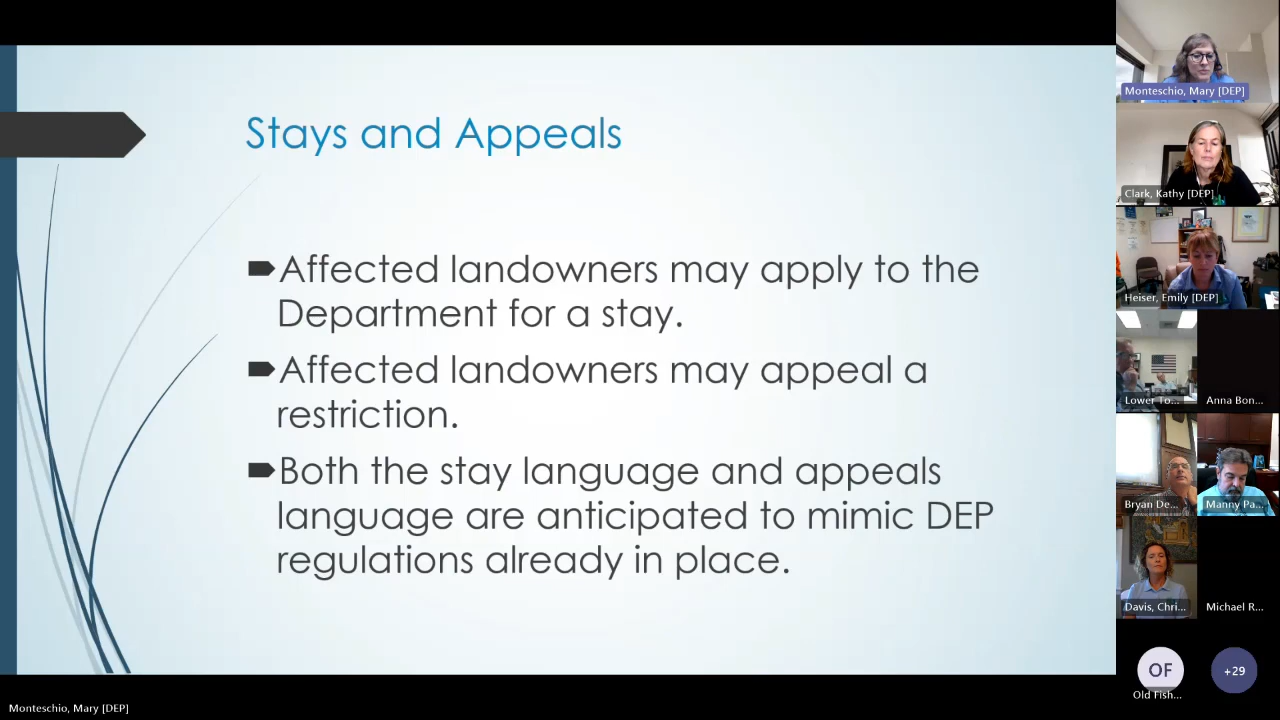 Stays and Appeals
Affected landowners may apply to the
Department for a stay.
Affected landowners may appeal a
restriction.
Both the stay language and appeals
language are anticipated to mimic DEP
regulations already in place.
Monteschio, Mary [DEP]
Clark, Kathy [DEP]
Heiser, Emily [DEP]
Lower To...
Anna Bon...
Bryan De...
Manny Pa...
Davis, Chri...
Michael R...
OF
+29
Old Fish...
Monteschio, Mary [DEP]